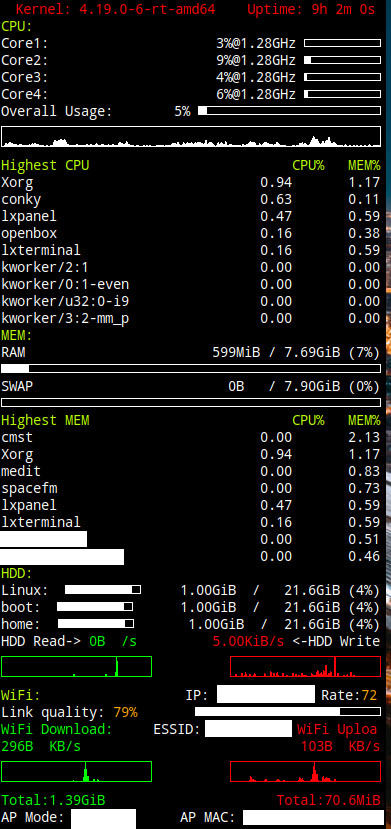 Kernel: 4.19.0-6-rt-amd64 Uptime: 9h 2m 0s
CPU:
Core1: 3%@1.28GHz
Core2: 9%@1.28GHz
Core3: 4%@1.28GHz
Core4: 6%@1.28GHz
Overall Usage: 5%
Highest CPU CPU% MEM%
Xorg 0.94 1.17
conky 0.63 0.11
lxpanel 0.47 0.59
openbox 0.16 0.38
lxterminal 0.16 0.59
kworker/2:1 0.00 0.00
kworker/0:1-even 0.00 0.00
kworker/u32:0-i9 0.00 0.00
kworker/3:2-mm_p 0.00 0.00
MEM:
RAM 599MiB / 7.69GiB (7%)
SWAP 0B / 7.90GiB (0%)
Highest MEM CPU% MEM%
cmst 0.00 2.13
Xorg 0.94 1.17
medit 0.00 0.83
spacefm 0.00 0.73
lxpanel 0.47 0.59
lxterminal 0.16 0.59
0.00 0.51
0.00 0.46
HDD:
Linux: 1.00GiB / 21.6GiB (4%)
boot: 1.00GiB / 21.6GiB (4%)
home: 1.00GiB / 21.6GiB (4%)
HDD Read-> 0B /s 5.00KiB/s <-HDD Write
WiFi: IP: Rate:72
Link quality: 79%
WiFi Download: ESSID: WiFi Uploa
296B KB/s 103B KB/s
Total:1.39GiB Total:70.6MiB
AP Mode: AP MAC: